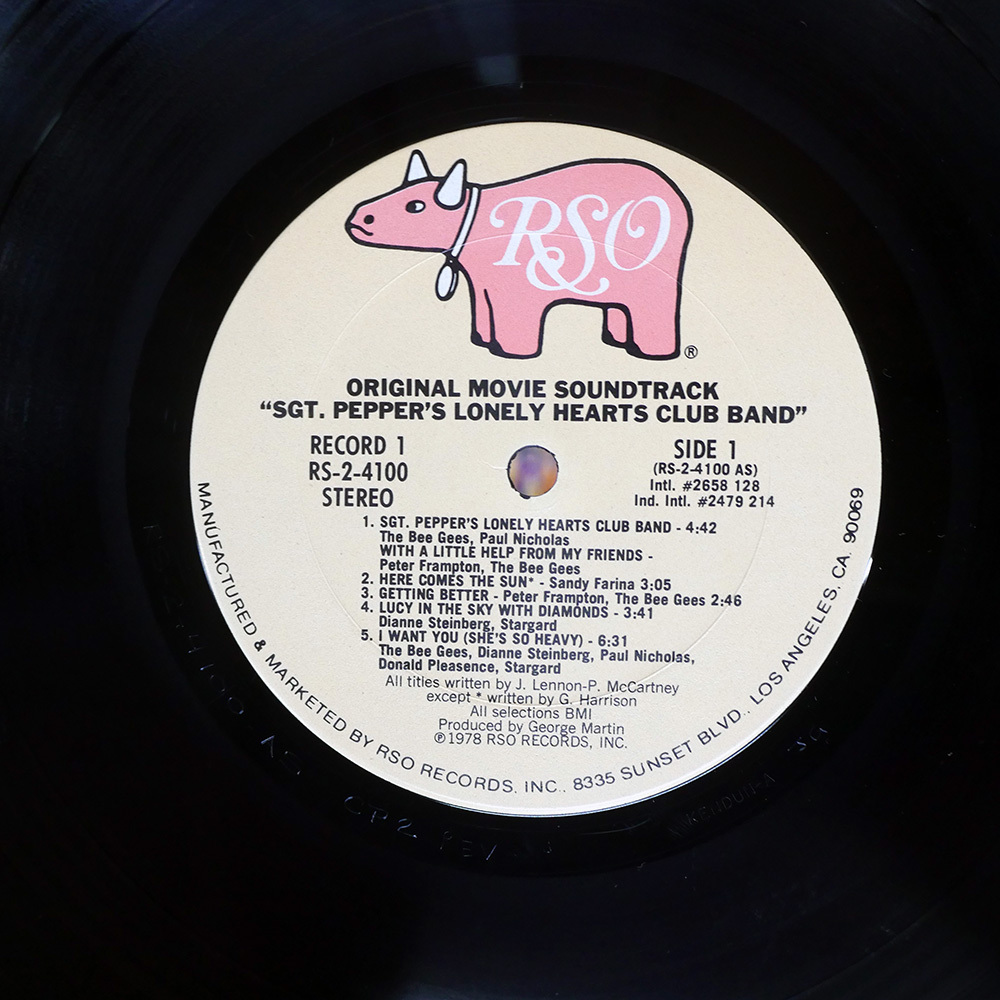 RSO
®
ORIGINAL MOVIE SOUNDTRACK
“SGT. PEPPER'S LONELY HEARTS CLUB BAND”
RECORD 1
RS-2-4100
STEREO
SIDE 1
(RS-2-4100 AS)
Intl. #2658 128
Ind. Intl. #2479 214
1. SGT. PEPPER'S LONELY HEARTS CLUB BAND - 4:42
The Bee Gees, Paul Nicholas
WITH A LITTLE HELP FROM MY FRIENDS -
Peter Frampton, The Bee Gees
2. HERE COMES THE SUN* - Sandy Farina 3:05
3. GETTING BETTER - Peter Frampton, The Bee Gees 2:46
4. LUCY IN THE SKY WITH DIAMONDS - 3:41
Dianne Steinberg, Stargard
5. I WANT YOU (SHE'S SO HEAVY) - 6:31
The Bee Gees, Dianne Steinberg, Paul Nicholas,
Donald Pleasence, Stargard
All titles written by J. Lennon-P. McCartney
except * written by G. Harrison
All selections BMI
Produced by George Martin
℗ 1978 RSO RECORDS, INC.
MANUFACTURED & MARKETED BY RSO RECORDS, INC., 8335 SUNSET BLVD., LOS ANGELES, CA. 90069